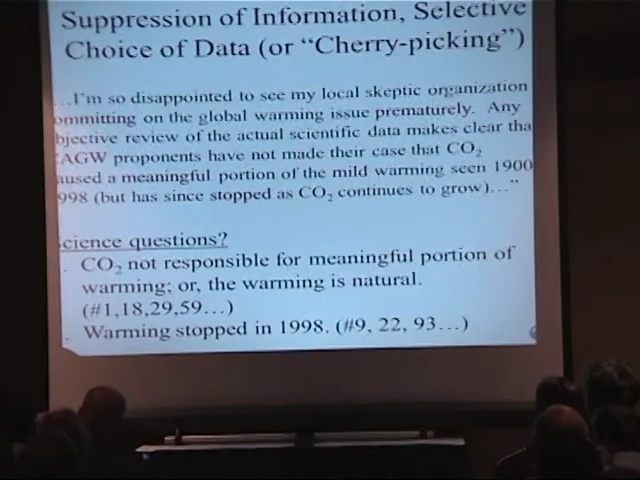 Suppression of Information, Selective
Choice of Data (or “Cherry-picking”)
…I’m so disappointed to see my local skeptic organization
ommitting on the global warming issue prematurely. Any
bjective review of the actual scientific data makes clear tha
CAGW proponents have not made their case that CO₂
aused a meaningful portion of the mild warming seen 1900
998 (but has since stopped as CO₂ continues to grow)…”
cience questions?
CO₂ not responsible for meaningful portion of
warming; or, the warming is natural.
(#1,18,29,59…)
Warming stopped in 1998. (#9, 22, 93…)